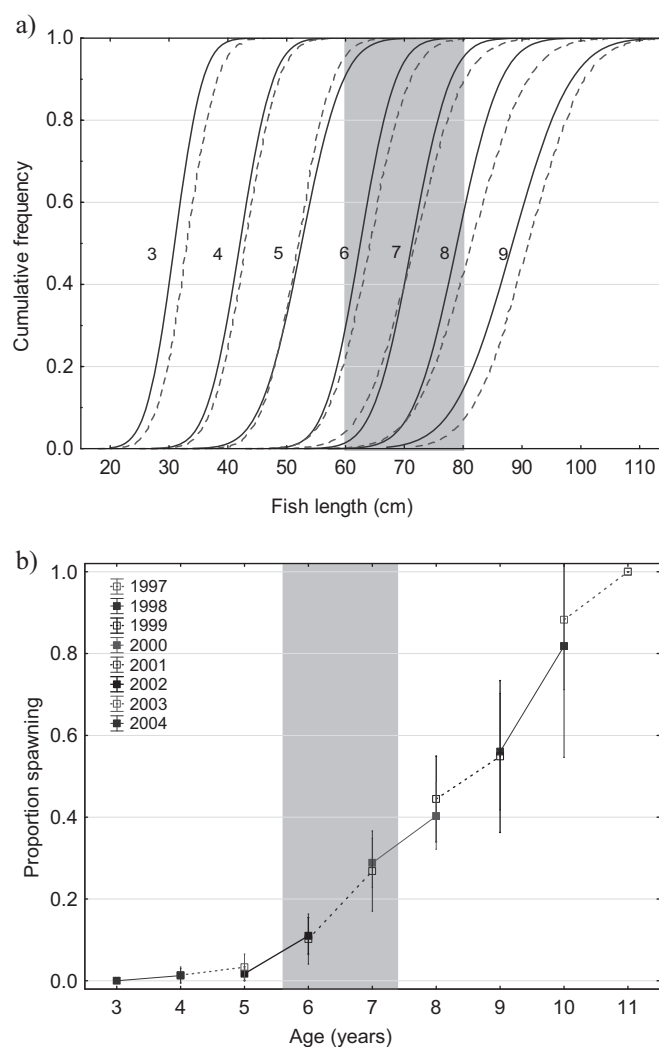 a)
1.0
0.8
0.6
0.4
0.2
0.0
Cumulative frequency
3 4 5 6 7 8 9
20 30 40 50 60 70 80 90 100 110
Fish length (cm)
b)
1.0
0.8
0.6
0.4
0.2
0.0
Proportion spawning
1997
1998
1999
2000
2001
2002
2003
2004
3 4 5 6 7 8 9 10 11
Age (years)